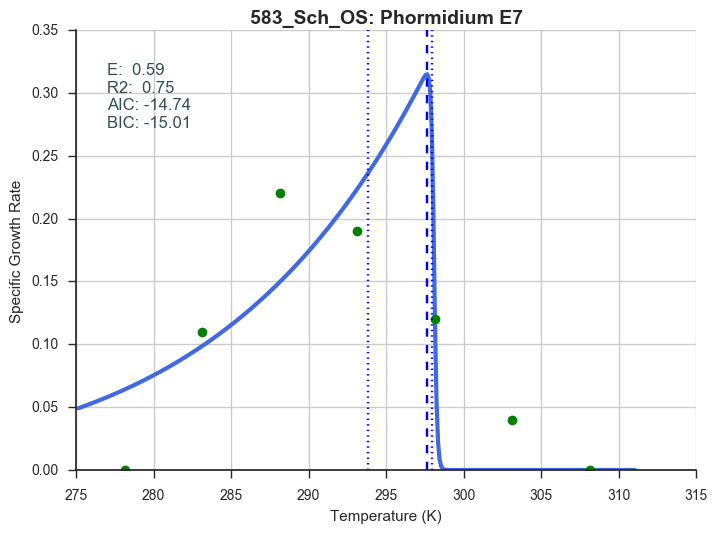 583_Sch_OS: Phormidium E7
E: 0.59
R2: 0.75
AIC: -14.74
BIC: -15.01
Specific Growth Rate
0.35
0.30
0.25
0.20
0.15
0.10
0.05
0.00
275 280 285 290 295 300 305 310 315
Temperature (K)